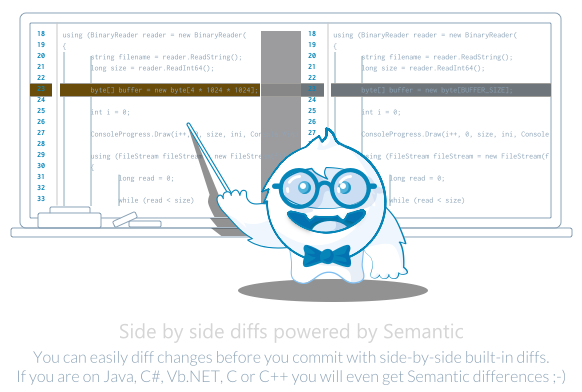 18 using (BinaryReader reader = new BinaryReader(
19 {
20 string filename = reader.ReadString();
21 long size = reader.ReadInt64();
22
23 byte[] buffer = new byte[4 * 1024 * 1024];
24
25 int i = 0;
26
27 ConsoleProgress.Draw(i++, 0, size, ini, Con
28
29 using (FileStream fileStream = new FileStre
30 {
31 long read = 0;
32
33 while (read < size)
18 using (BinaryReader reader = new BinaryReader(
19 {
20 string filename = reader.ReadString();
21 long size = reader.ReadInt64();
22
23 byte[] buffer = new byte[BUFFER_SIZE];
24
25 int i = 0;
26
27 ConsoleProgress.Draw(i++, 0, size, ini, Console
using (FileStream fileStream = new FileStream(f
long read = 0;
while (read < size)
Side by side diffs powered by Semantic
You can easily diff changes before you commit with side-by-side built-in diffs.
If you are on Java, C#, Vb.NET, C or C++ you will even get Semantic differences ;-)